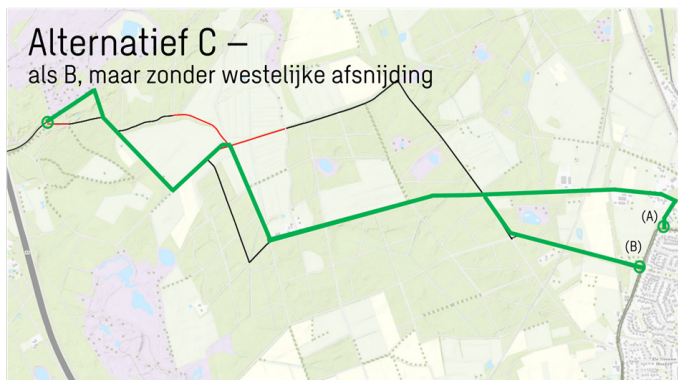 Alternatief C –
als B, maar zonder westelijke afsnijding
(A)
(B)